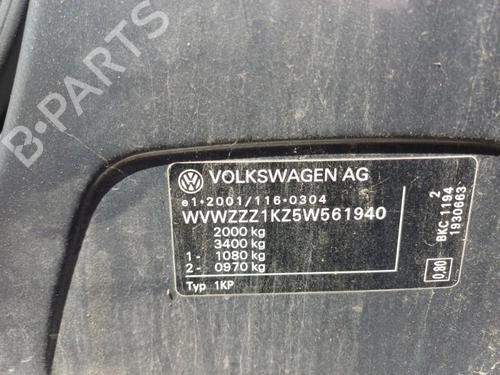 B-PARTS
VOLKSWAGEN AG
e1*2001/116*0304
WVWZZZ1KZ5W561940
2000 kg
3400 kg
1- 1080 kg
2- 0970 kg
Typ 1KP
2
BKC 1194
1930663
0,80
B-PARTS